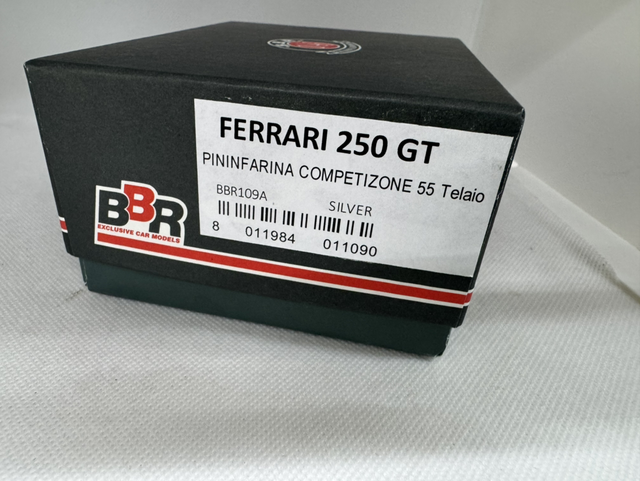 FERRARI 250 GT
PININFARINA COMPETIZONE 55 Telaio
BBR109A SILVER
8 011984 011090
BBR
EXCLUSIVE CAR MODELS